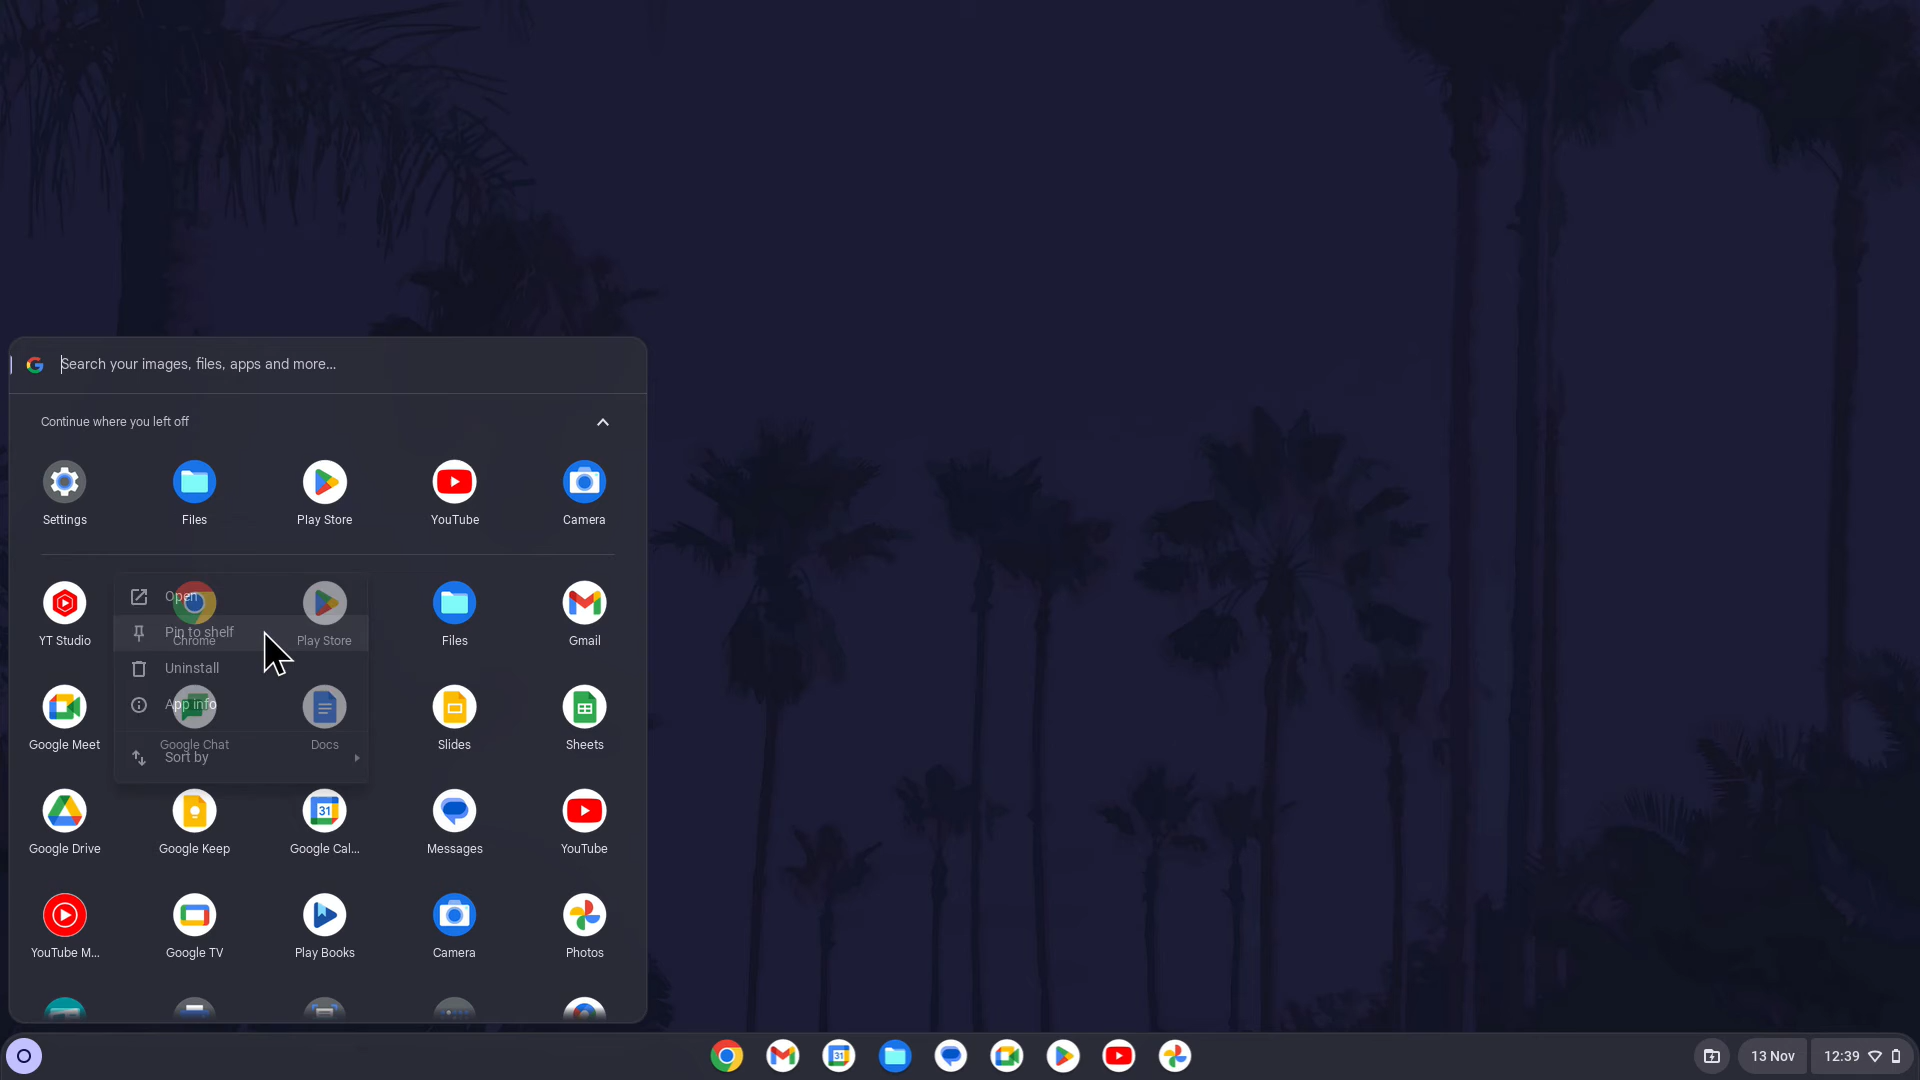 Search your images, files, apps and more...
Continue where you left off
Settings Files Play Store YouTube Camera
Open
YT Studio Chrome Play Store Files Gmail
Pin to shelf
Uninstall
App info
Google Meet Google Chat Docs Slides Sheets
Sort by
31
Google Drive Google Keep Google Cal... Messages YouTube
YouTube M... Google TV Play Books Camera Photos
31
13 Nov 12:39